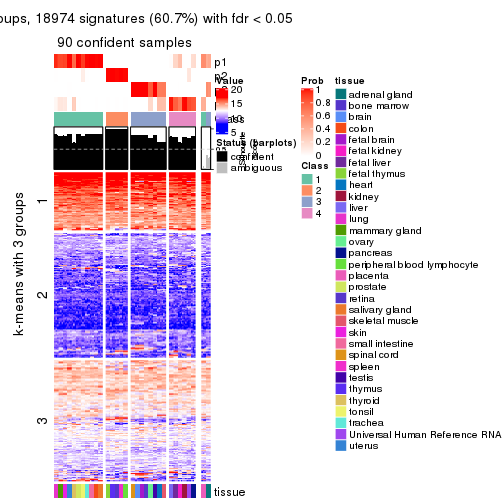 oups, 18974 signatures (60.7%) with fdr < 0.05
90 confident samples
p1
Value
20
15
10
5
Status (barplots)
confident
ambiguous
Prob
1
0.8
0.6
0.4
0.2
0
Class
1
2
3
4
tissue
adrenal gland
bone marrow
brain
colon
fetal brain
fetal kidney
fetal liver
fetal thymus
heart
kidney
liver
lung
mammary gland
ovary
pancreas
peripheral blood lymphocyte
placenta
prostate
retina
salivary gland
skeletal muscle
skin
small intestine
spinal cord
spleen
testis
thymus
thyroid
tonsil
trachea
Universal Human Reference RNA
uterus
k-means with 3 groups
1
2
3
tissue